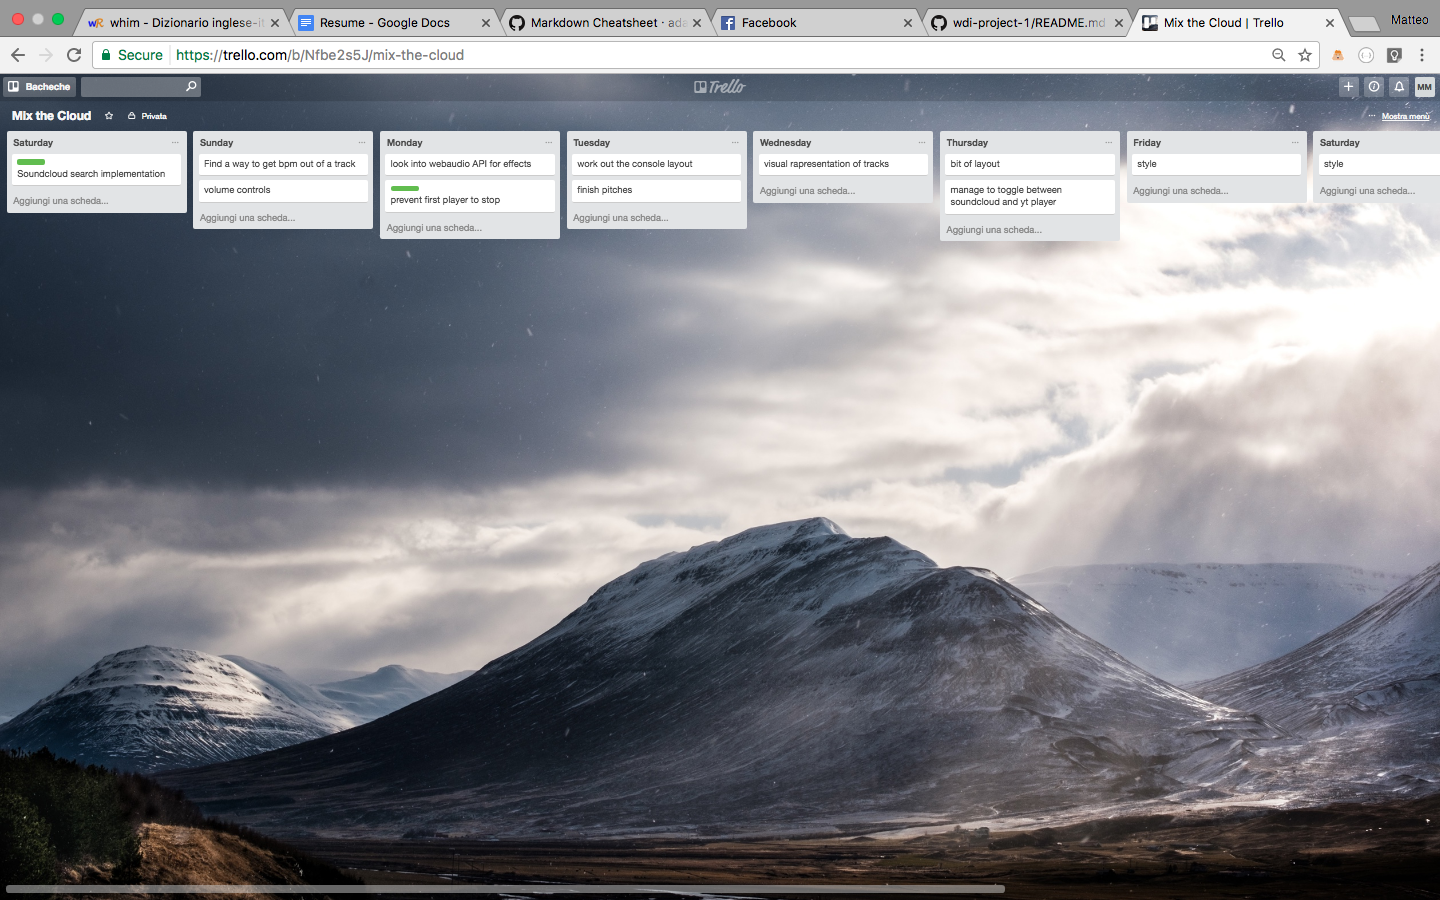 whim - Dizionario inglese-it
Resume - Google Docs
Markdown Cheatsheet · ada
Facebook
wdi-project-1/README.md
Mix the Cloud | Trello
Matteo
Secure
https://trello.com/b/Nfbe2s5J/mix-the-cloud
Bacheche
Trello
MM
Mix the Cloud
Privata
Mostra menù
Saturday
Soundcloud search implementation
Aggiungi una scheda...
Sunday
Find a way to get bpm out of a track
volume controls
Aggiungi una scheda...
Monday
look into webaudio API for effects
prevent first player to stop
Aggiungi una scheda...
Tuesday
work out the console layout
finish pitches
Aggiungi una scheda...
Wednesday
visual rapresentation of tracks
Aggiungi una scheda...
Thursday
bit of layout
manage to toggle between
soundcloud and yt player
Aggiungi una scheda...
Friday
style
Aggiungi una scheda...
Saturday
style
Aggiungi una scheda...